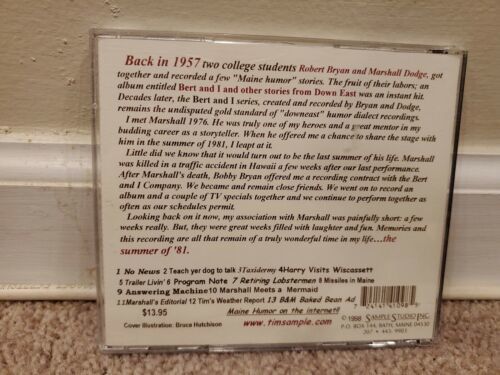 Back in 1957 two college students Robert Bryan and Marshall Dodge, got
together and recorded a few "Maine humor" stories. The fruit of their labors; an
album entitled Bert and I and other stories from Down East was an instant hit.
Decades later, the Bert and I series, created and recorded by Bryan and Dodge,
remains the undisputed gold standard of "downeast" humor dialect recordings.
I met Marshall 1976. He was truly one of my heroes and a great mentor in my
budding career as a storyteller. When he offered me a chance to share the stage with
him in the summer of 1981, I leapt at it.
Little did we know that it would turn out to be the last summer of his life. Marshall
was killed in a traffic accident in Hawaii a few weeks after our last performance.
After Marshall's death, Bobby Bryan offered me a recording contract with the Bert
and I Company. We became and remain close friends. We went on to record an
album and a couple of TV specials together and we continue to perform together as
often as our schedules permit.
Looking back on it now, my association with Marshall was painfully short: a few
weeks really. But, they were great weeks filled with laughter and fun. Memories and
this recording are all that remain of a truly wonderful time in my life...the
summer of '81.
1 No News 2 Teach yer dog to talk 3Taxidermy 4Harry Visits Wiscassett
5 Trailer Livin' 6 Program Note 7 Retiring Lobstermen 8 Missiles in Maine
9 Answering Machine10 Marshall Meets a Mermaid
11Marshall's Editorial 12 Tim's Weather Report 13 B&M Baked Bean Ad
$13.95 Maine Humor on the internet!!
Cover Illustration: Bruce Hutchison www.timsample.com
7 24141 41098 5
© 1998 SAMPLE STUDIO INC.
P.O. BOX 144, BATH, MAINE 04530
207 • 443 • 9903